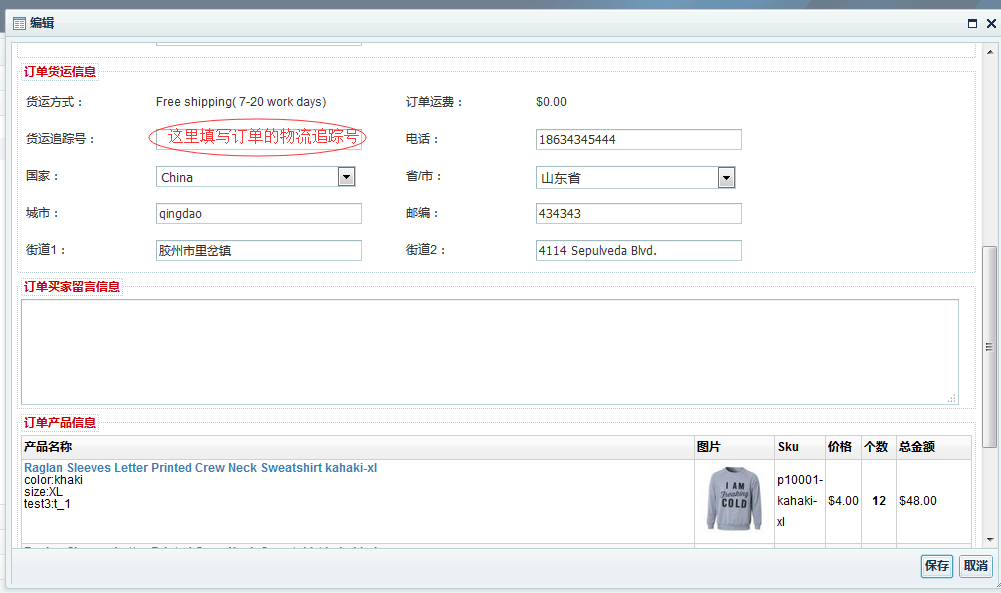 编辑
订单货运信息
货运方式： Free shipping( 7-20 work days) 订单运费： $0.00
货运追踪号： 这里填写订单的物流追踪号 电话： 18634345444
国家： China 省/市： 山东省
城市： qingdao 邮编： 434343
街道1： 胶州市里岔镇 街道2： 4114 Sepulveda Blvd.
订单买家留言信息
订单产品信息
产品名称 图片 Sku 价格 个数 总金额
Raglan Sleeves Letter Printed Crew Neck Sweatshirt kahaki-xl
color:khaki
size:XL
test3:t_1
I AM
Freaking
COLD
p10001-
kahaki-
xl
$4.00 12 $48.00
保存 取消